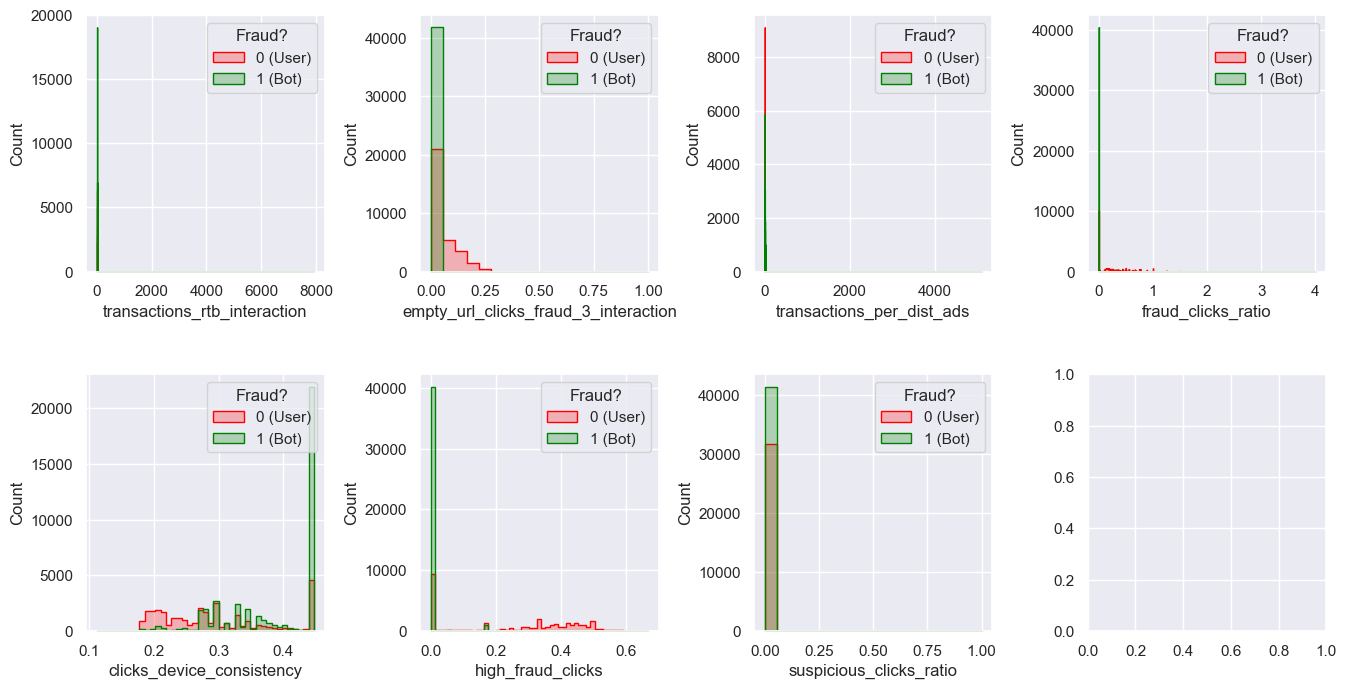 20000
15000
10000
5000
0
Count
Fraud?
0 (User)
1 (Bot)
0 2000 4000 6000 8000
transactions_rtb_interaction
40000
30000
20000
10000
0
Count
Fraud?
0 (User)
1 (Bot)
0.00 0.25 0.50 0.75 1.00
empty_url_clicks_fraud_3_interaction
8000
6000
4000
2000
0
Count
Fraud?
0 (User)
1 (Bot)
0 2000 4000
transactions_per_dist_ads
40000
30000
20000
10000
0
Count
Fraud?
0 (User)
1 (Bot)
0 1 2 3 4
fraud_clicks_ratio
20000
15000
10000
5000
0
Count
Fraud?
0 (User)
1 (Bot)
0.1 0.2 0.3 0.4
clicks_device_consistency
40000
30000
20000
10000
0
Count
Fraud?
0 (User)
1 (Bot)
0.0 0.2 0.4 0.6
high_fraud_clicks
40000
30000
20000
10000
0
Count
Fraud?
0 (User)
1 (Bot)
0.00 0.25 0.50 0.75 1.00
suspicious_clicks_ratio
1.0
0.8
0.6
0.4
0.2
0.0
0.0 0.2 0.4 0.6 0.8 1.0